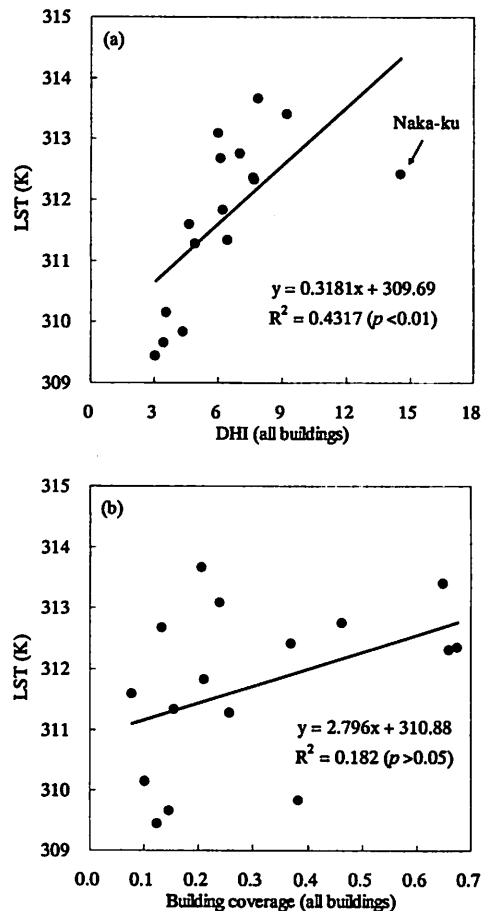 315
(a)
314
Naka-ku
313
LST (K)
312
311
y = 0.3181x + 309.69
310
R² = 0.4317 (p <0.01)
309
0 3 6 9 12 15 18
DHI (all buildings)
315
(b)
314
313
LST (K)
312
311
y = 2.796x + 310.88
R² = 0.182 (p >0.05)
310
309
0.0 0.1 0.2 0.3 0.4 0.5 0.6 0.7
Building coverage (all buildings)